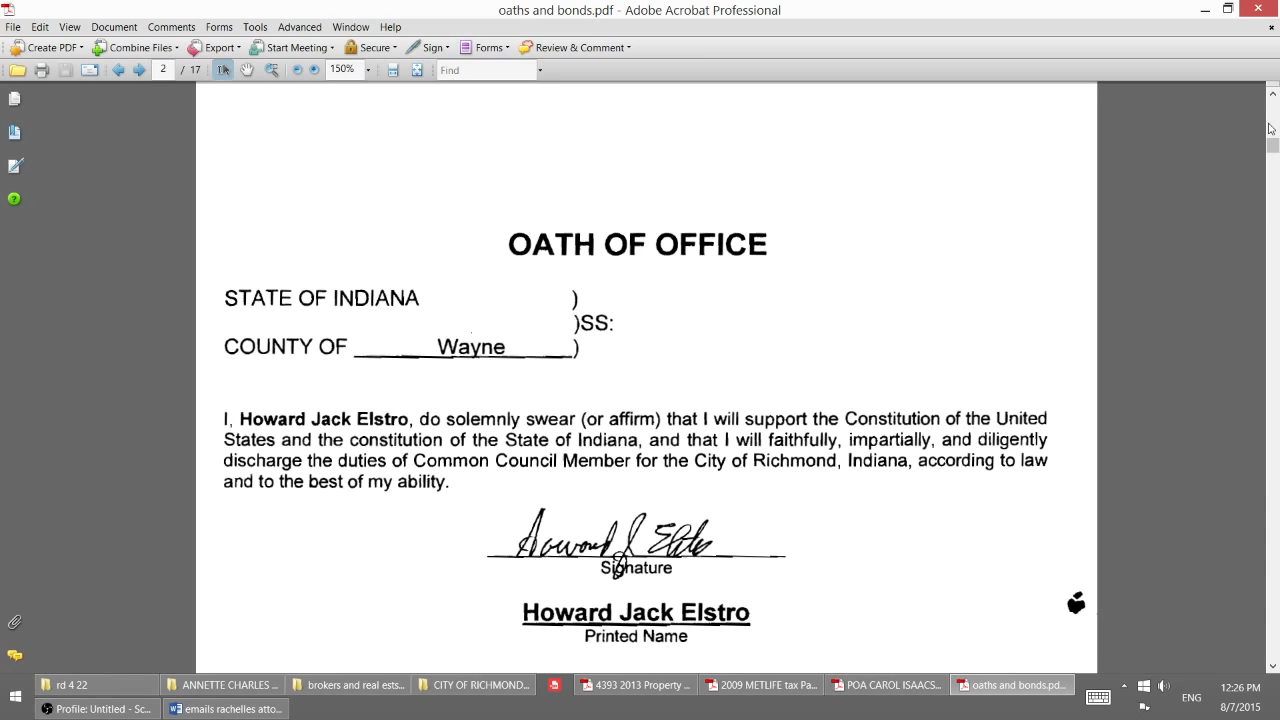 oaths and bonds.pdf - Adobe Acrobat Professional
File Edit View Document Comments Forms Tools Advanced Window Help
Create PDF Combine Files Export Start Meeting Secure Sign Forms Review & Comment
2 / 17 150% Find
OATH OF OFFICE
STATE OF INDIANA )
)SS:
COUNTY OF Wayne )
I, Howard Jack Elstro, do solemnly swear (or affirm) that I will support the Constitution of the United
States and the constitution of the State of Indiana, and that I will faithfully, impartially, and diligently
discharge the duties of Common Council Member for the City of Richmond, Indiana, according to law
and to the best of my ability.
Howard J Elstro
Signature
Howard Jack Elstro
Printed Name
rd 4 22 ANNETTE CHARLES ... brokers and real ests... CITY OF RICHMOND... 4393 2013 Property ... 2009 METLIFE tax Pa... POA CAROL ISAACS... oaths and bonds.pd...
Profile: Untitled - Sc... emails rachelles atto...
ENG
12:26 PM
8/7/2015